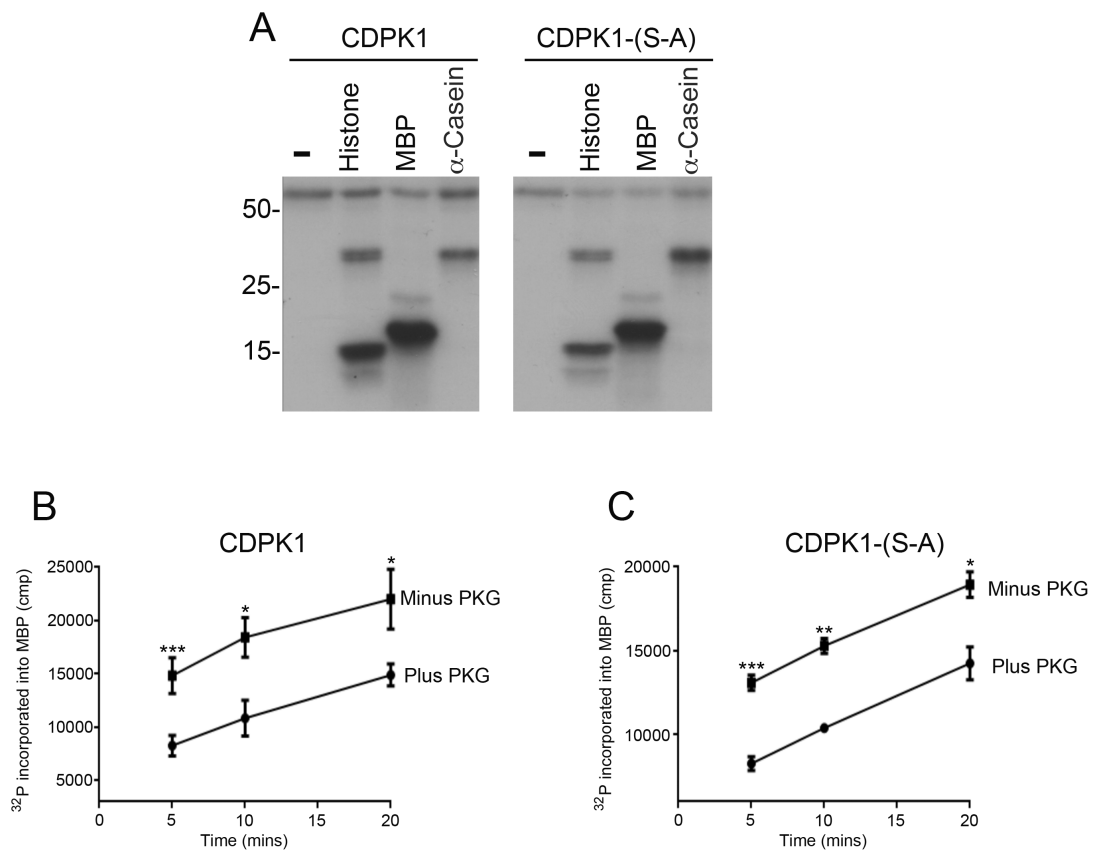 A
CDPK1
CDPK1-(S-A)
-
Histone
MBP
α-Casein
-
Histone
MBP
α-Casein
50-
25-
15-
B
CDPK1
32P incorporated into MBP (cmp)
25000
20000
15000
10000
5000
***
*
*
Minus PKG
Plus PKG
0 5 10 15 20
Time (mins)
C
CDPK1-(S-A)
32P incorporated into MBP (cmp)
20000
15000
10000
***
**
*
Minus PKG
Plus PKG
0 5 10 15 20
Time (mins)